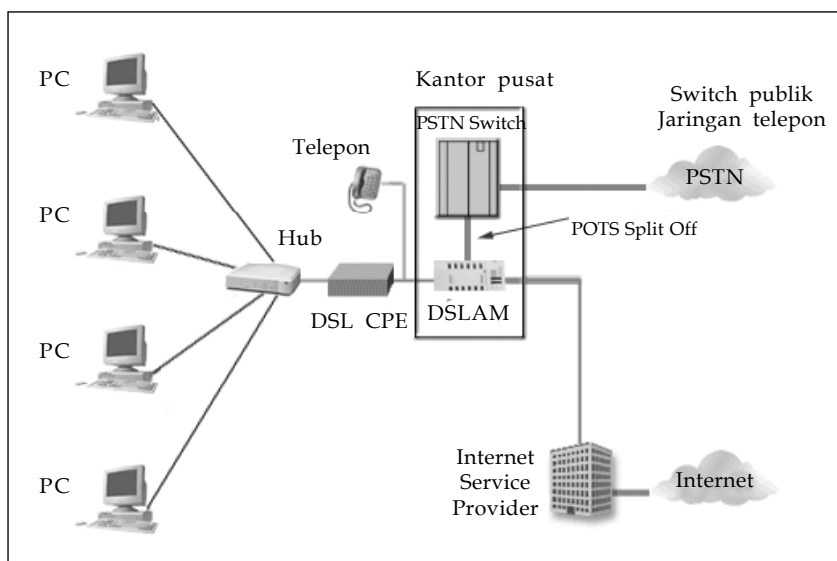 PC
PC
PC
PC
Hub
Telepon
DSL CPE
Kantor pusat
PSTN Switch
DSLAM
POTS Split Off
Switch publik
Jaringan telepon
PSTN
Internet
Service
Provider
Internet